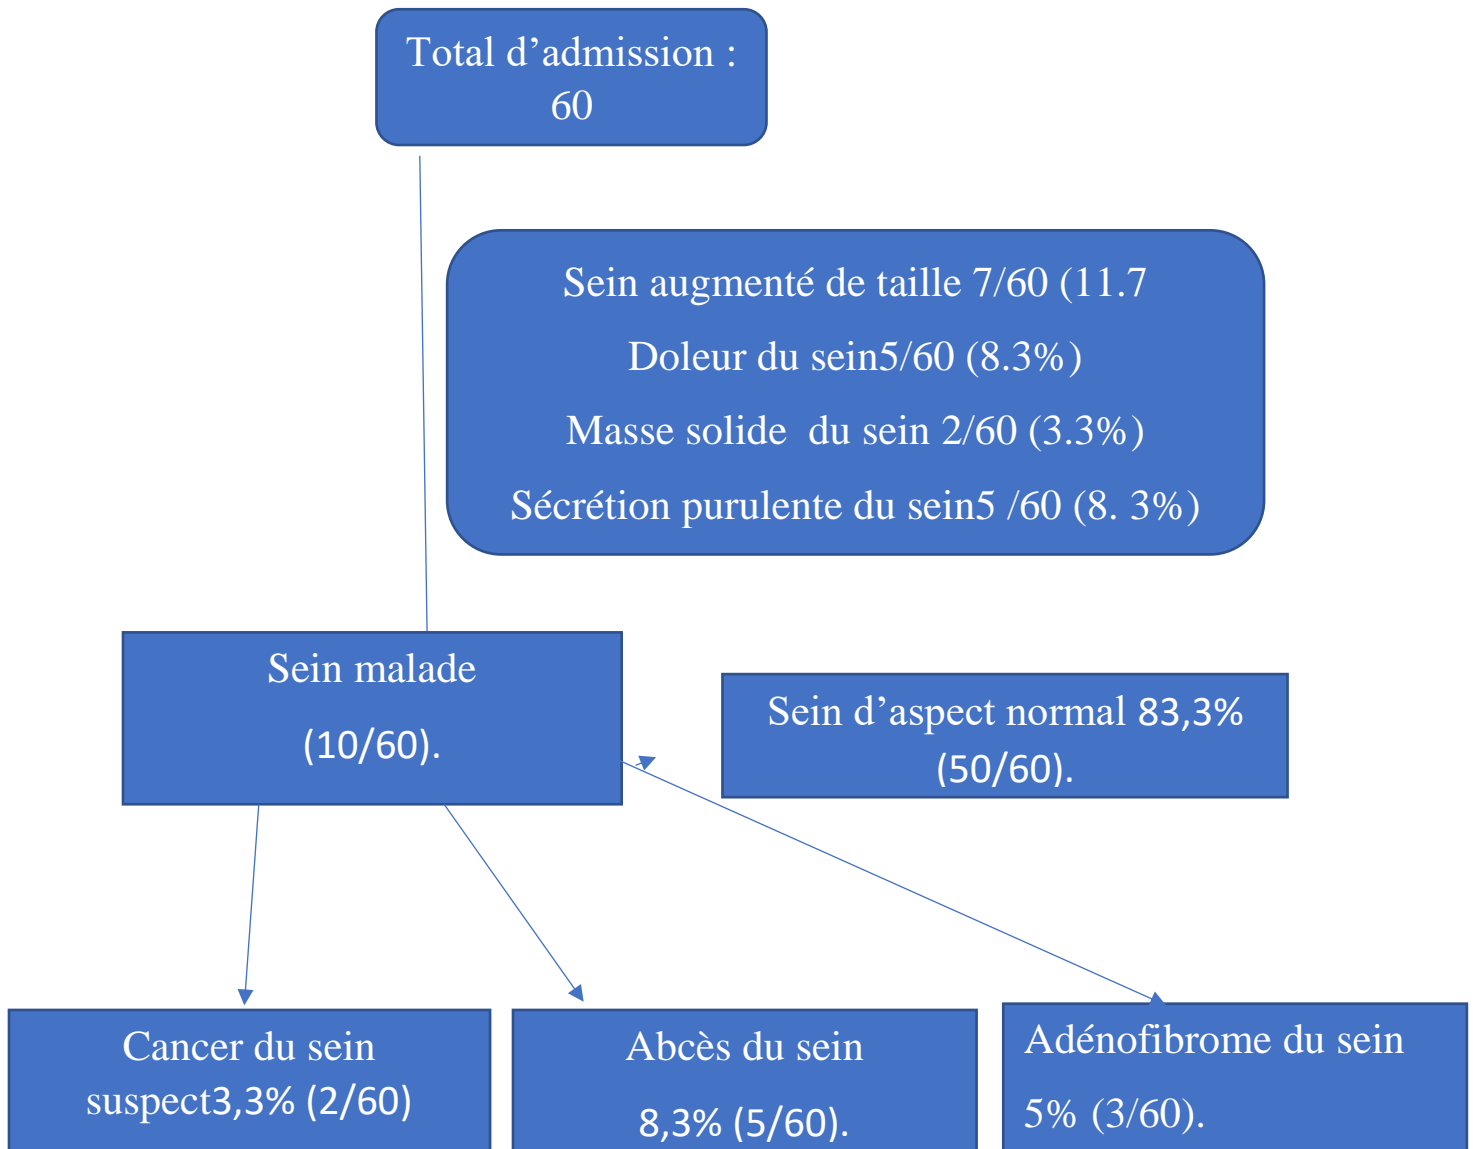 Total d’admission :
60
Sein augmenté de taille 7/60 (11.7
Doleur du sein5/60 (8.3%)
Masse solide  du sein 2/60 (3.3%)
Sécrétion purulente du sein5 /60 (8. 3%)
Sein malade
(10/60).
Sein d’aspect normal 83,3%
(50/60).
Cancer du sein
suspect3,3% (2/60)
Abcès du sein
8,3% (5/60).
Adénofibrome du sein
5% (3/60).